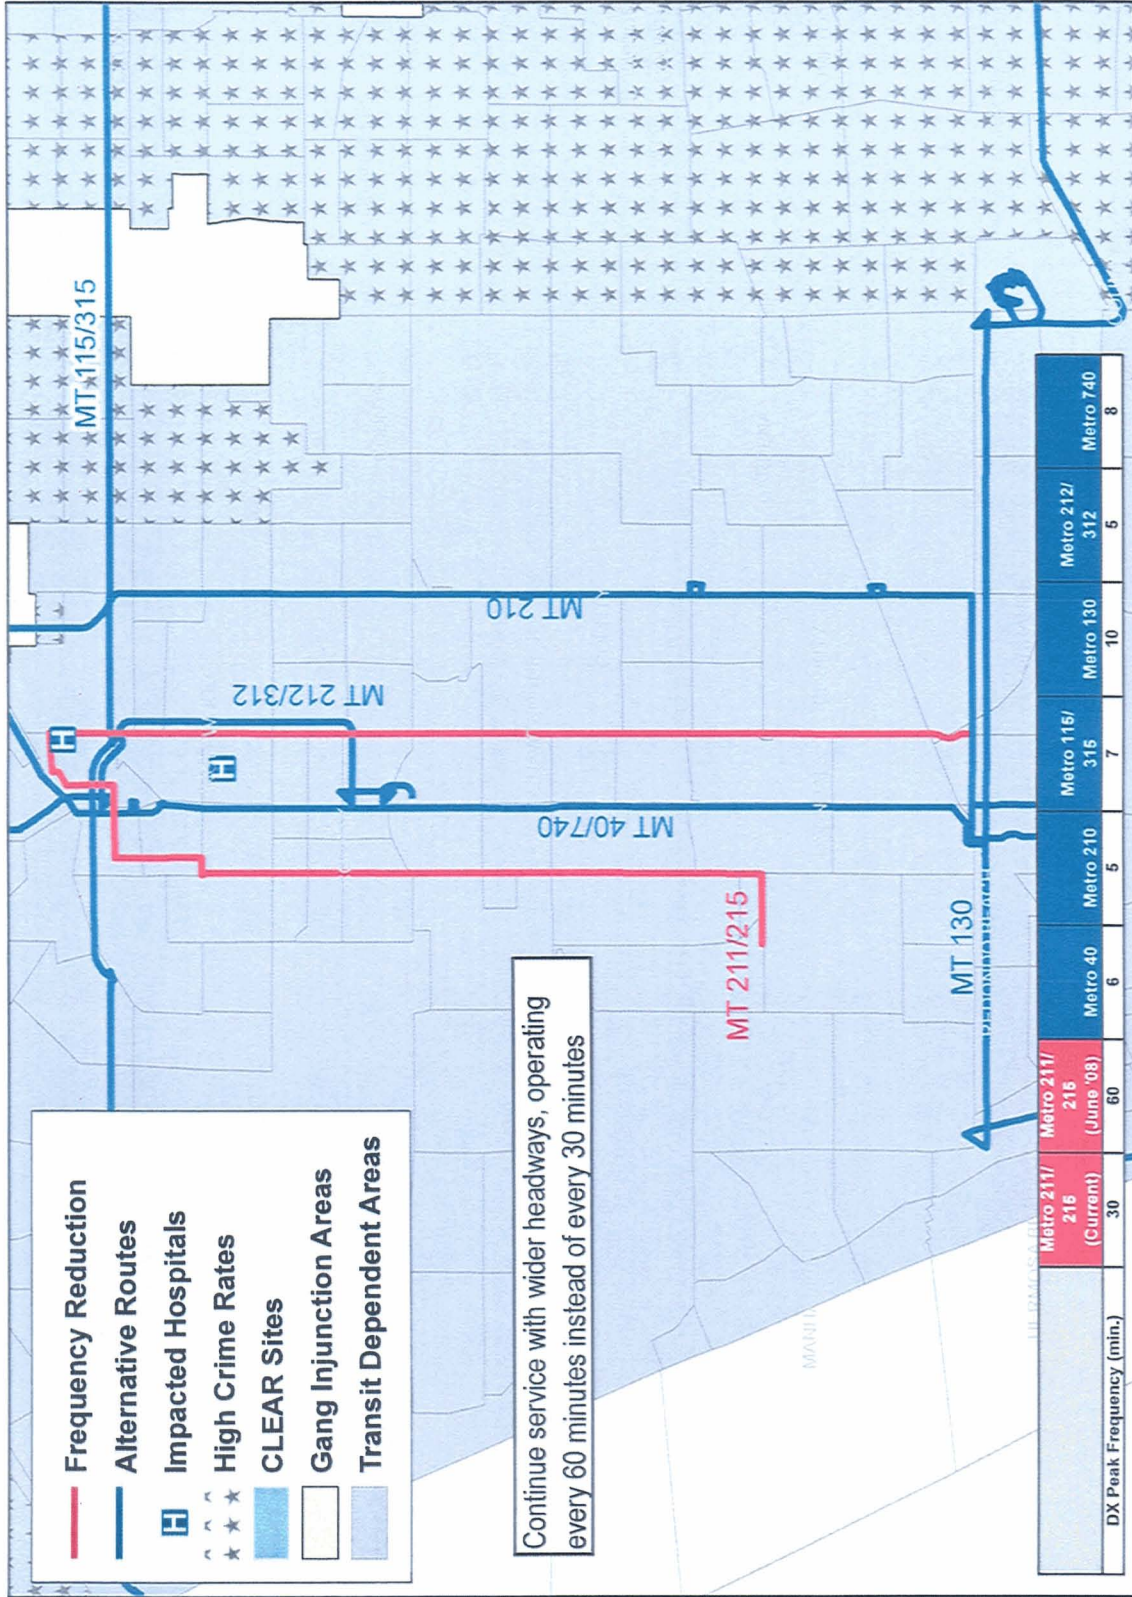 Frequency Reduction
Alternative Routes
H Impacted Hospitals
High Crime Rates
CLEAR Sites
Gang Injunction Areas
Transit Dependent Areas
MT 115/315
H
H
MT 212/312
MT 210
MT 40/740
MT 211/215
MT 130
Continue service with wider headways, operating
every 60 minutes instead of every 30 minutes
Metro 211/ 215 (Current)
Metro 211/ 215 (June '08)
Metro 40
Metro 210
Metro 115/ 315
Metro 130
Metro 212/ 312
Metro 740
DX Peak Frequency (min.) 30 60 6 5 7 10 5 8